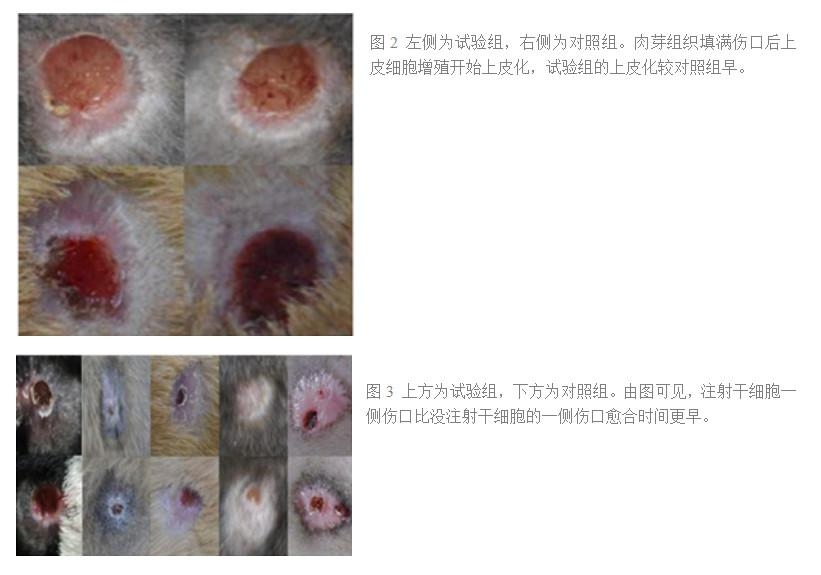 图 2 左侧为试验组，右侧为对照组。肉芽组织填满伤口后上
皮细胞增殖开始上皮化，试验组的上皮化较对照组早。
图 3 上方为试验组，下方为对照组。由图可见，注射干细胞一
侧伤口比没注射干细胞的一侧伤口愈合时间更早。